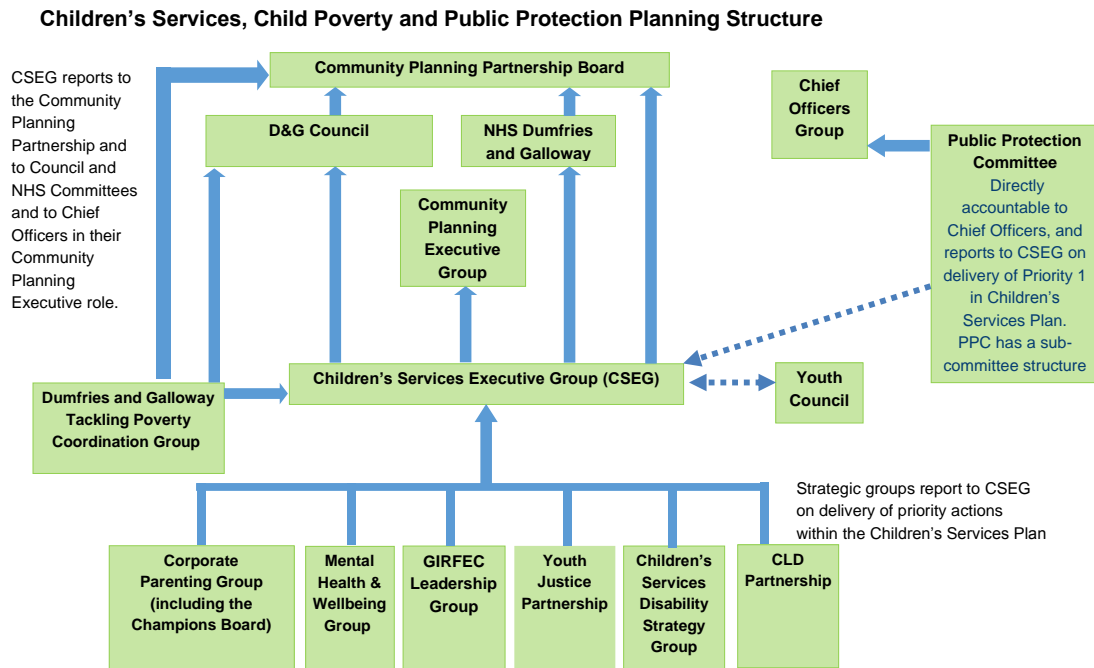 Children’s Services, Child Poverty and Public Protection Planning Structure
CSEG reports to
the Community
Planning
Partnership and
to Council and
NHS Committees
and to Chief
Officers in their
Community
Planning
Executive role.
Community Planning Partnership Board
D&G Council
NHS Dumfries
and Galloway
Chief
Officers
Group
Public Protection
Committee
Directly
accountable to
Chief Officers, and
reports to CSEG on
delivery of Priority 1
in Children’s
Services Plan.
PPC has a sub-
committee structure
Community
Planning
Executive
Group
Children’s Services Executive Group (CSEG)
Youth
Council
Dumfries and Galloway
Tackling Poverty
Coordination Group
Strategic groups report to CSEG
on delivery of priority actions
within the Children’s Services Plan
Corporate
Parenting Group
(including the
Champions Board)
Mental
Health &
Wellbeing
Group
GIRFEC
Leadership
Group
Youth
Justice
Partnership
Children’s
Services
Disability
Strategy
Group
CLD
Partnership